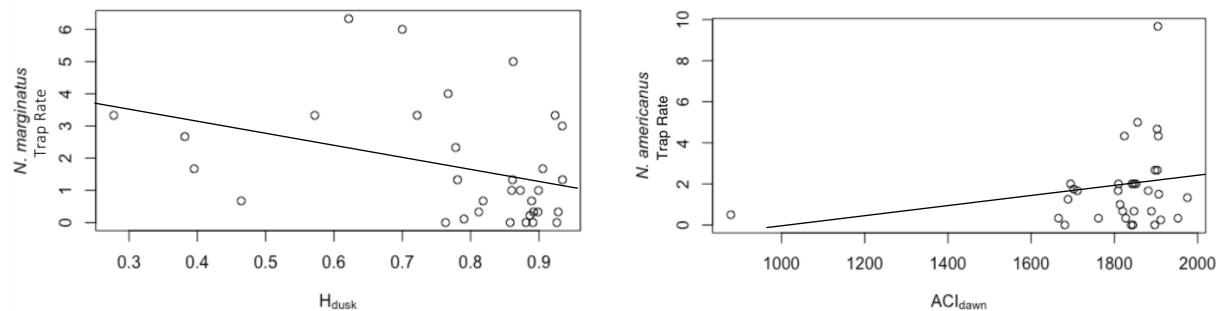 N. marginatus
Trap Rate
6
5
4
3
2
1
0
0.3 0.4 0.5 0.6 0.7 0.8 0.9
Hdusk
N. americanus
Trap Rate
10
8
6
4
2
0
1000 1200 1400 1600 1800 2000
ACIdawn